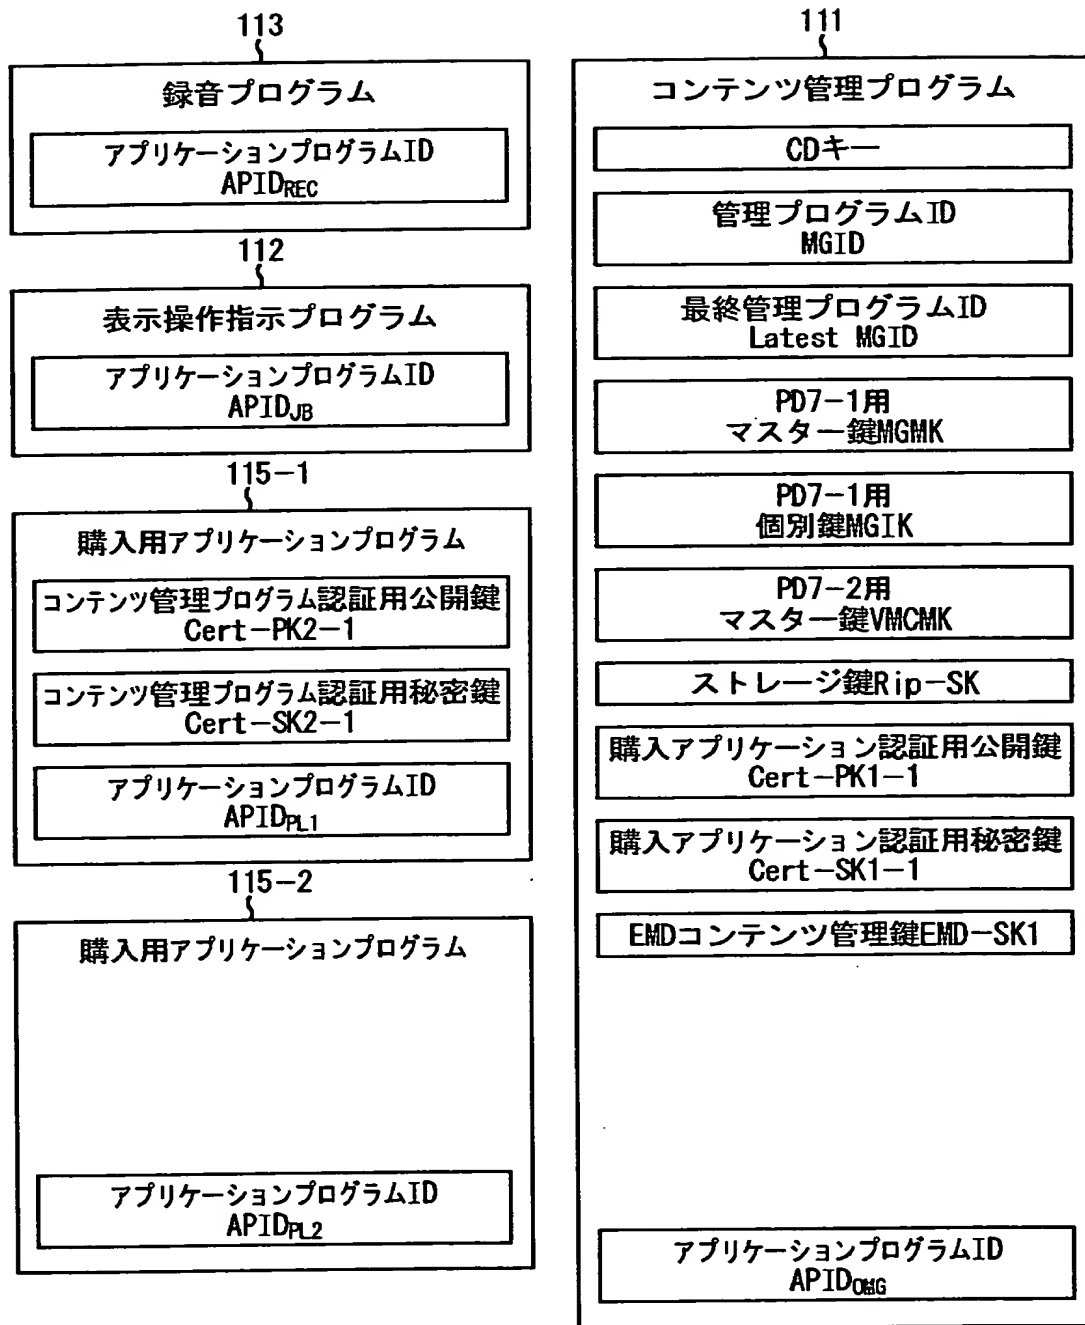 113
録音プログラム
アプリケーションプログラムID
APIDREC
112
表示操作指示プログラム
アプリケーションプログラムID
APIDJB
115-1
購入用アプリケーションプログラム
コンテンツ管理プログラム認証用公開鍵
Cert-PK2-1
コンテンツ管理プログラム認証用秘密鍵
Cert-SK2-1
アプリケーションプログラムID
APIDPL1
115-2
購入用アプリケーションプログラム
アプリケーションプログラムID
APIDPL2
111
コンテンツ管理プログラム
CDキー
管理プログラムID
MGID
最終管理プログラムID
Latest MGID
PD7-1用
マスター鍵MGMK
PD7-1用
個別鍵MGIK
PD7-2用
マスター鍵VMCMK
ストレージ鍵Rip-SK
購入アプリケーション認証用公開鍵
Cert-PK1-1
購入アプリケーション認証用秘密鍵
Cert-SK1-1
EMDコンテンツ管理鍵EMD-SK1
アプリケーションプログラムID
APIDOMG